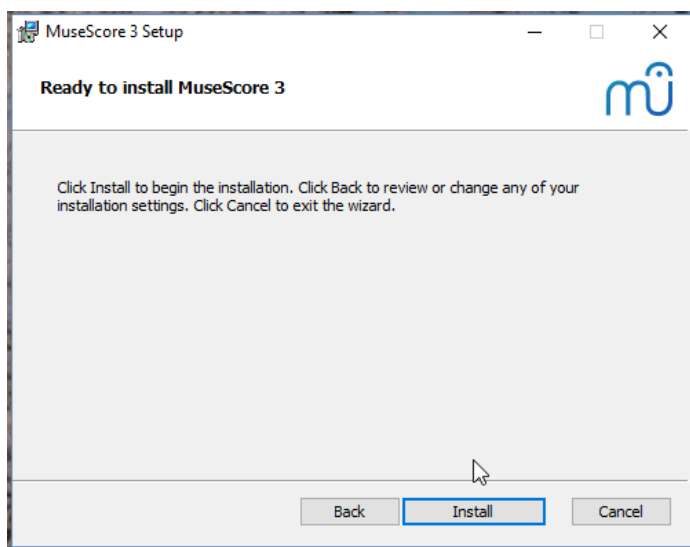 MuseScore 3 Setup
Ready to install MuseScore 3
Click Install to begin the installation. Click Back to review or change any of your
installation settings. Click Cancel to exit the wizard.
Back Install Cancel